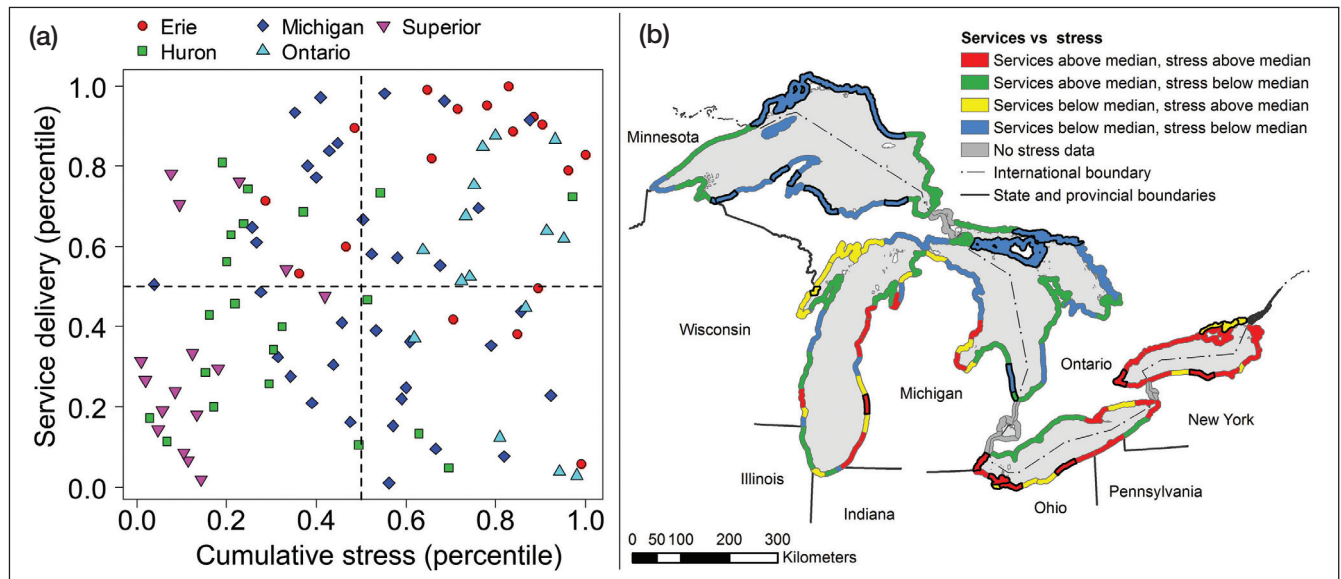 (a)
Erie
Michigan
Superior
Huron
Ontario
1.0
0.8
0.6
0.4
0.2
0.0
Service delivery (percentile)
0.0 0.2 0.4 0.6 0.8 1.0
Cumulative stress (percentile)
(b)
Services vs stress
Services above median, stress above median
Services above median, stress below median
Services below median, stress above median
Services below median, stress below median
No stress data
International boundary
State and provincial boundaries
Minnesota
Wisconsin
Michigan
Ontario
New York
Illinois
Indiana
Ohio
Pennsylvania
0 50 100 200 300
Kilometers